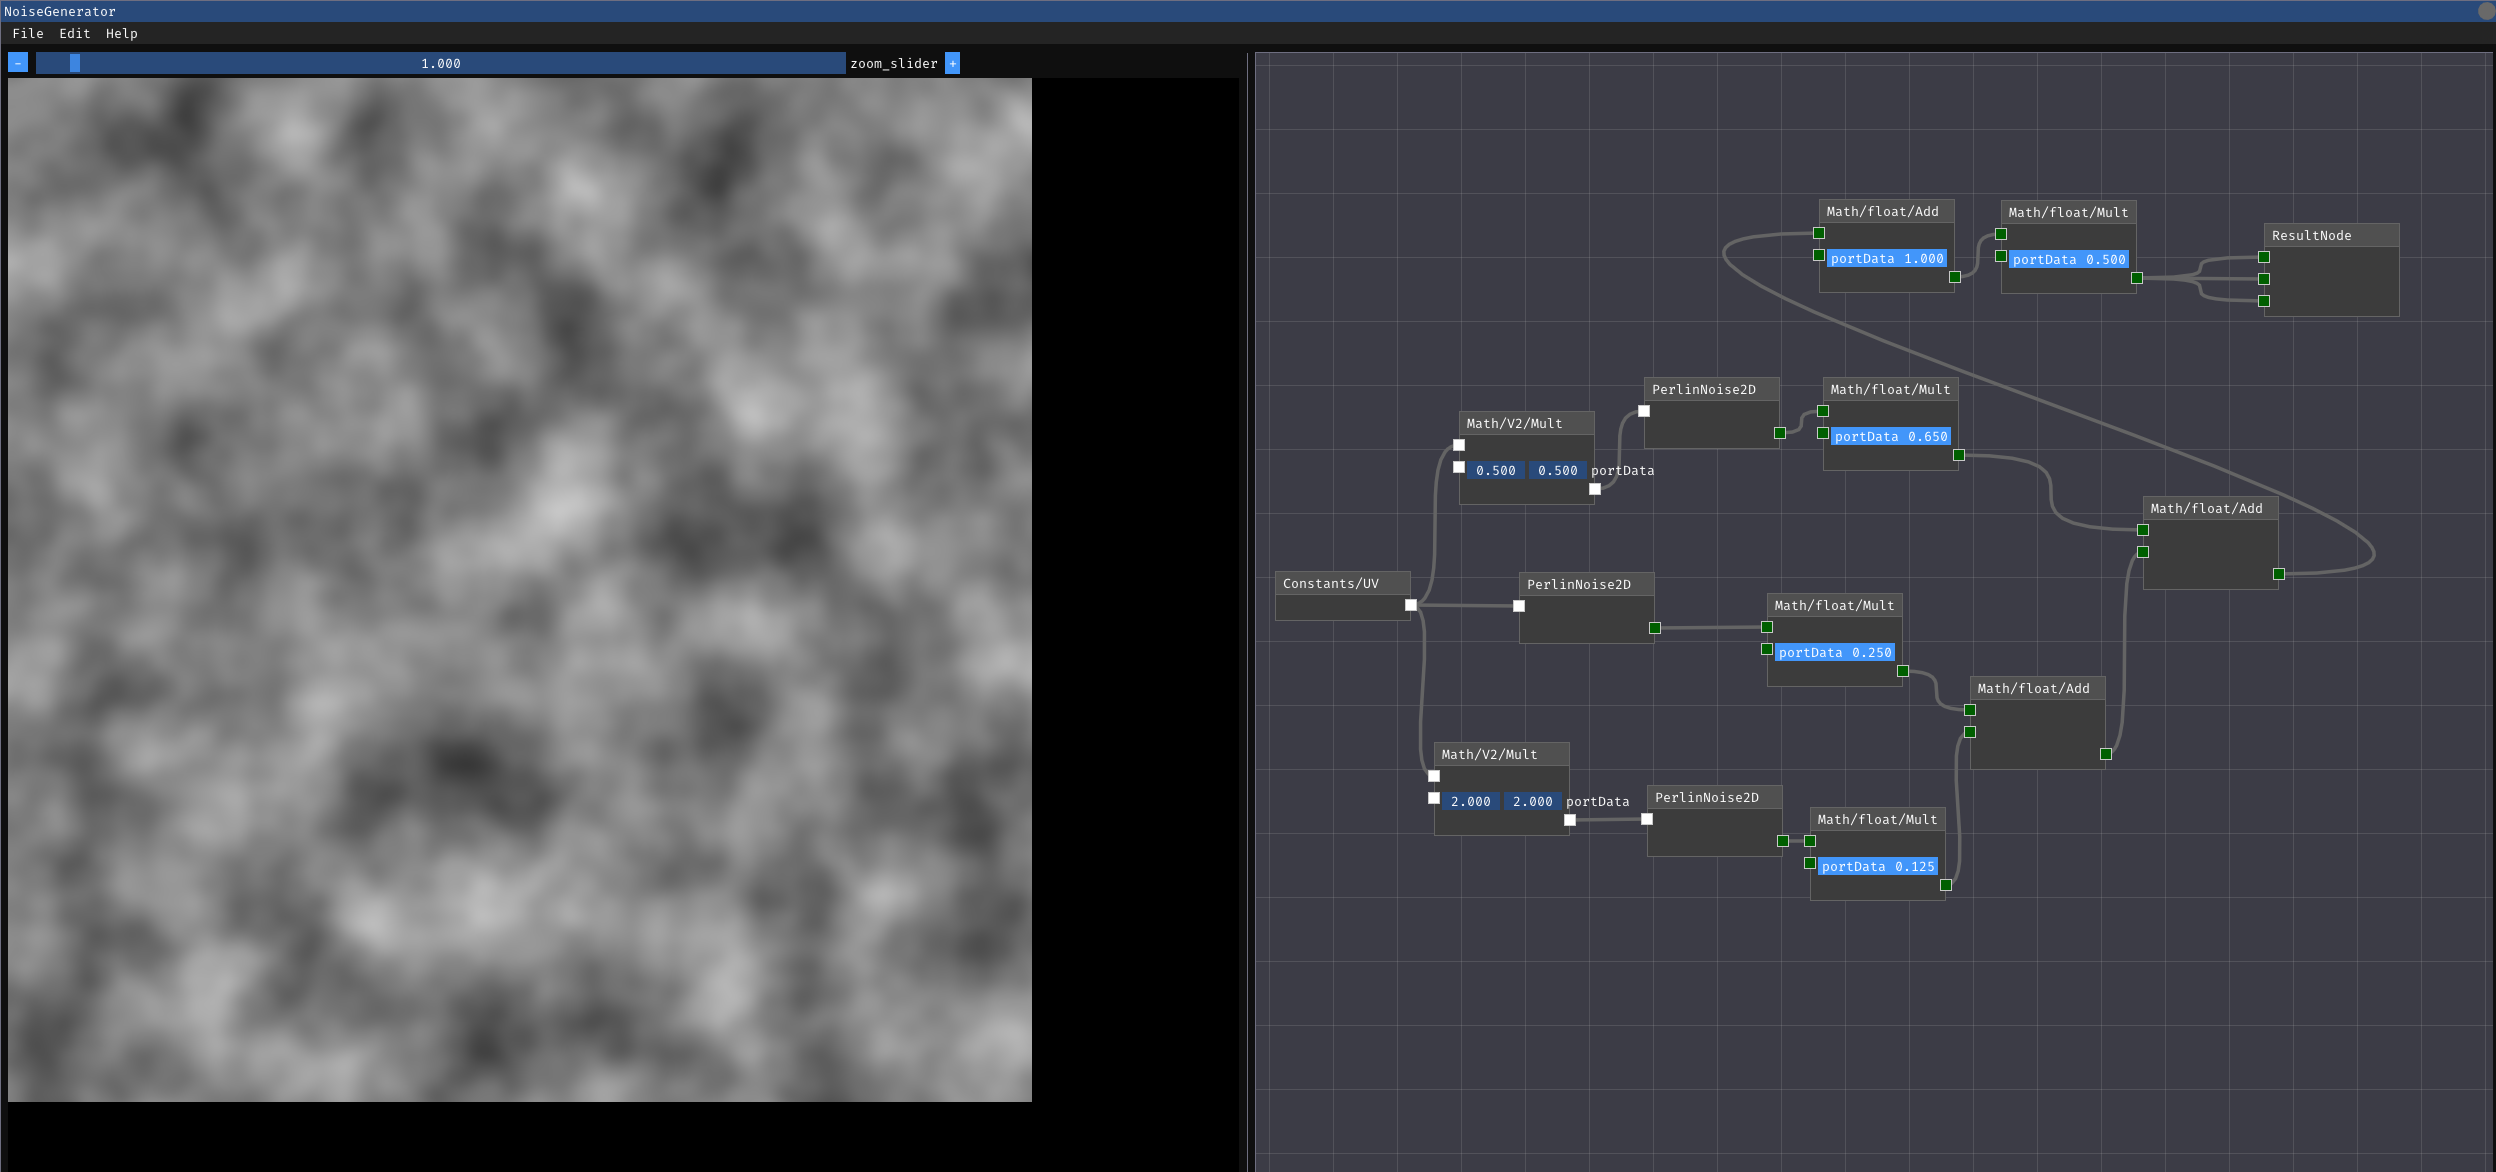 NoiseGenerator
File Edit Help
- 1.000 zoom_slider +
Math/float/Add
portData 1.000
Math/float/Mult
portData 0.500
ResultNode
Math/V2/Mult
0.500 0.500 portData
PerlinNoise2D
Math/float/Mult
portData 0.650
Math/float/Add
Constants/UV
PerlinNoise2D
Math/float/Mult
portData 0.250
Math/float/Add
Math/V2/Mult
2.000 2.000 portData
PerlinNoise2D
Math/float/Mult
portData 0.125